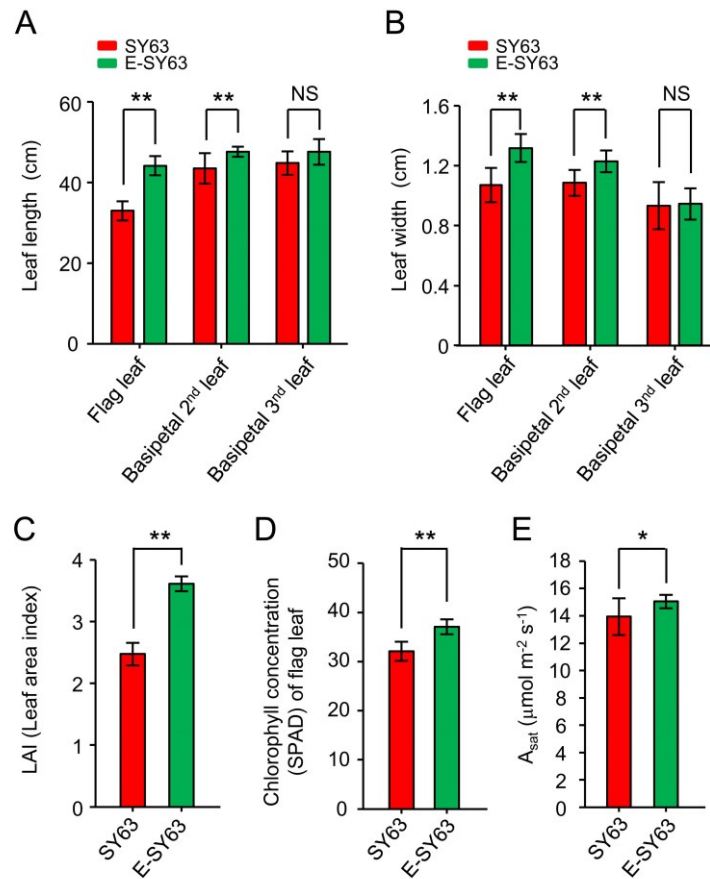 A
SY63
E-SY63
**
**
NS
Leaf length (cm)
60
40
20
0
Flag leaf
Basipetal 2nd leaf
Basipetal 3rd leaf
B
SY63
E-SY63
**
**
NS
Leaf width (cm)
1.6
1.2
0.8
0.4
0
Flag leaf
Basipetal 2nd leaf
Basipetal 3rd leaf
C
**
LAI (Leaf area index)
4
3
2
1
0
SY63
E-SY63
D
**
Chlorophyll concentration
(SPAD) of flag leaf
50
40
30
20
10
0
SY63
E-SY63
E
*
Asat (μmol m-2 s-1)
18
16
14
12
10
8
6
4
2
0
SY63
E-SY63